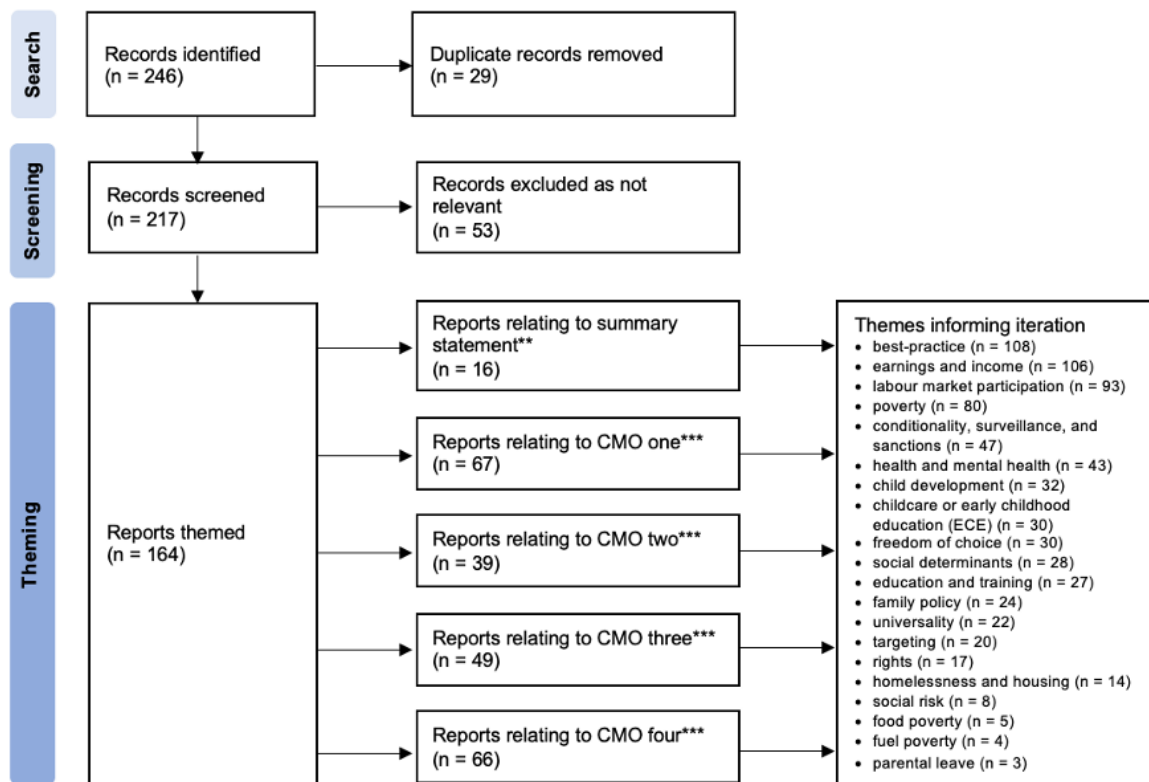 Search
Records identified
(n = 246)
Duplicate records removed
(n = 29)
Screening
Records screened
(n = 217)
Records excluded as not
relevant
(n = 53)
Theming
Reports themed
(n = 164)
Reports relating to summary
statement**
(n = 16)
Reports relating to CMO one***
(n = 67)
Reports relating to CMO two***
(n = 39)
Reports relating to CMO three***
(n = 49)
Reports relating to CMO four***
(n = 66)
Themes informing iteration
• best-practice (n = 108)
• earnings and income (n = 106)
• labour market participation (n = 93)
• poverty (n = 80)
• conditionality, surveillance, and
sanctions (n = 47)
• health and mental health (n = 43)
• child development (n = 32)
• childcare or early childhood
education (ECE) (n = 30)
• freedom of choice (n = 30)
• social determinants (n = 28)
• education and training (n = 27)
• family policy (n = 24)
• universality (n = 22)
• targeting (n = 20)
• rights (n = 17)
• homelessness and housing (n = 14)
• social risk (n = 8)
• food poverty (n = 5)
• fuel poverty (n = 4)
• parental leave (n = 3)